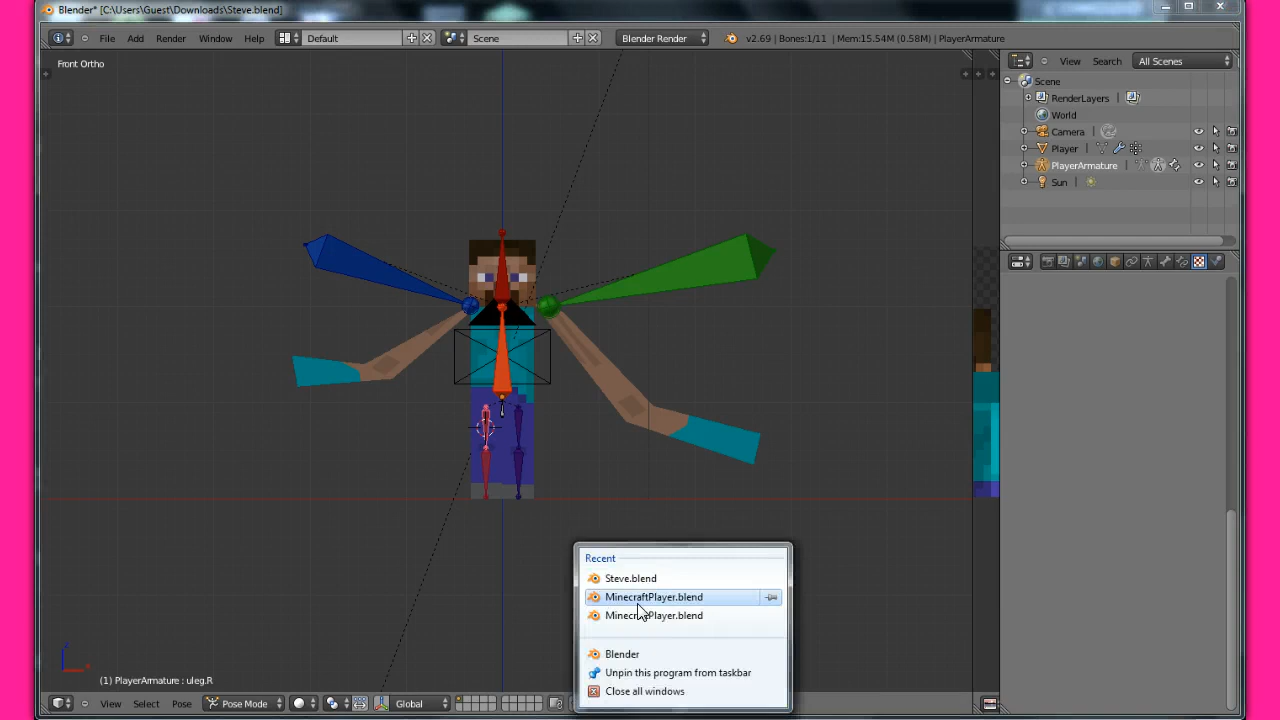 Blender* [C:\Users\Guest\Downloads\Steve.blend]
File Add Render Window Help Default Scene Blender Render v2.69 | Bones:1/11 | Mem:15.54M (0.58M) | PlayerArmature
View Search All Scenes
Front Ortho
Scene
RenderLayers
World
Camera
Player
PlayerArmature
Sun
Recent
Steve.blend
MinecraftPlayer.blend
MinecraftPlayer.blend
Blender
Unpin this program from taskbar
Close all windows
(1) PlayerArmature : uleg.R
View Select Pose Pose Mode Global